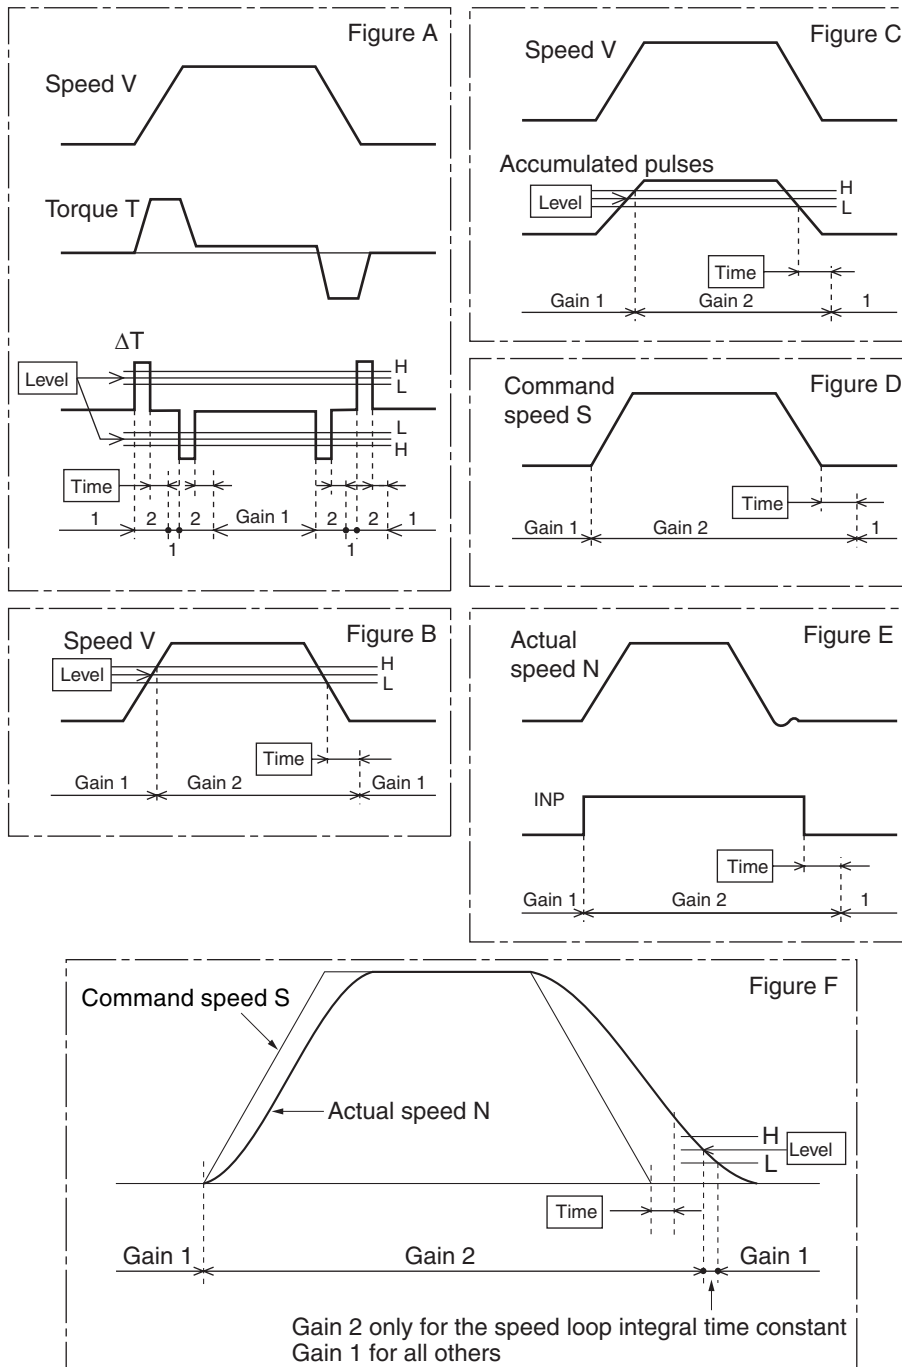 Figure A
Speed V
Torque T
ΔT
H
L
Level
L
H
Time
1 2 2 Gain 1 2 2 1
1 1
Figure B
Speed V
H
Level
L
Time
Gain 1 Gain 2 Gain 1
Figure C
Speed V
Accumulated pulses
H
Level
L
Time
Gain 1 Gain 2 1
Figure D
Command
speed S
Time
Gain 1 Gain 2 1
Figure E
Actual
speed N
INP
Time
Gain 1 Gain 2 1
Figure F
Command speed S
Actual speed N
H
Level
L
Time
Gain 1 Gain 2 Gain 1
Gain 2 only for the speed loop integral time constant
Gain 1 for all others